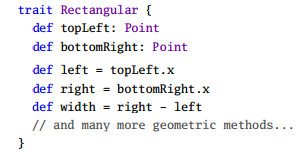 trait Rectangular {
  def topLeft: Point
  def bottomRight: Point
  def left = topLeft.x
  def right = bottomRight.x
  def width = right - left
  // and many more geometric methods...
}